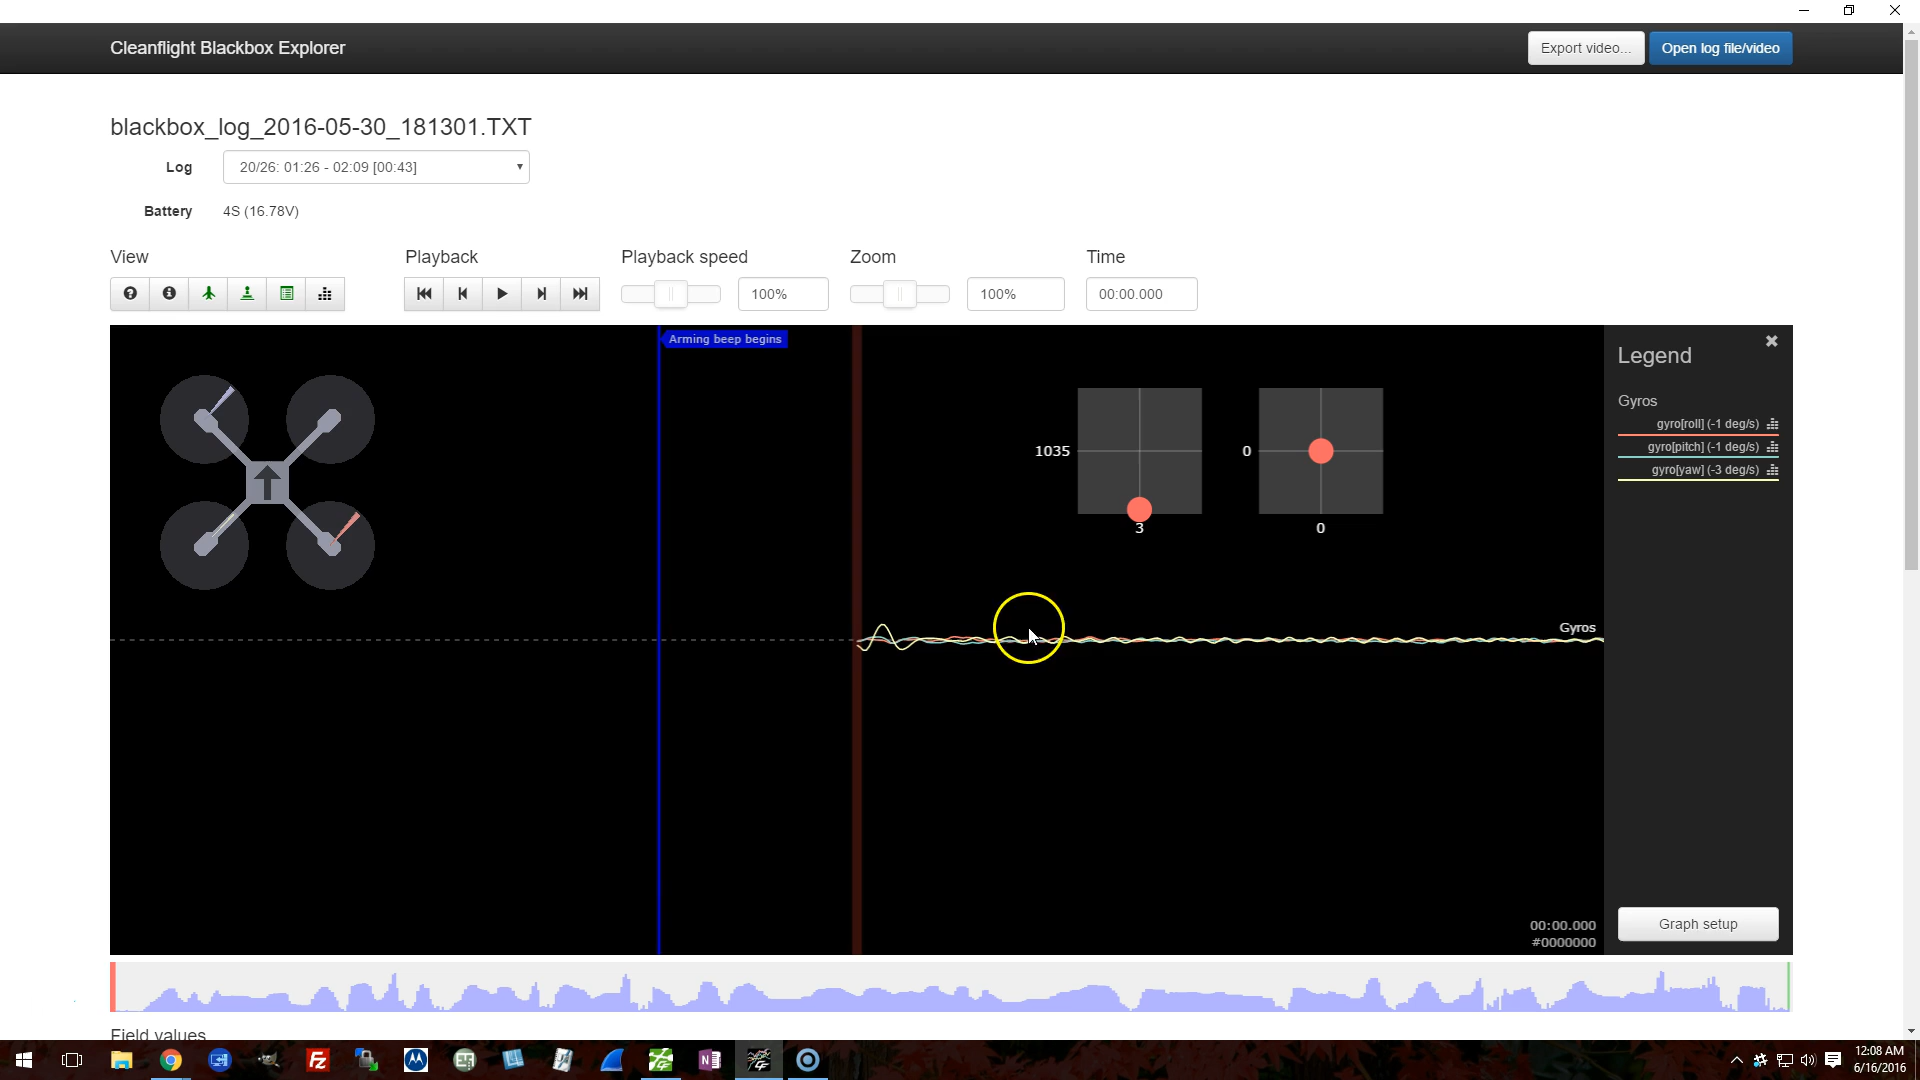 Cleanflight Blackbox Explorer
Export video...
Open log file/video
blackbox_log_2016-05-30_181301.TXT
Log
20/26: 01:26 - 02:09 [00:43]
Battery
4S (16.78V)
View
Playback
Playback speed
Zoom
Time
100%
100%
00:00.000
Arming beep begins
Legend
Gyros
gyro[roll] (-1 deg/s)
gyro[pitch] (-1 deg/s)
gyro[yaw] (-3 deg/s)
1035
0
3
0
Gyros
00:00.000
#0000000
Graph setup
Field values
12:08 AM
6/16/2016